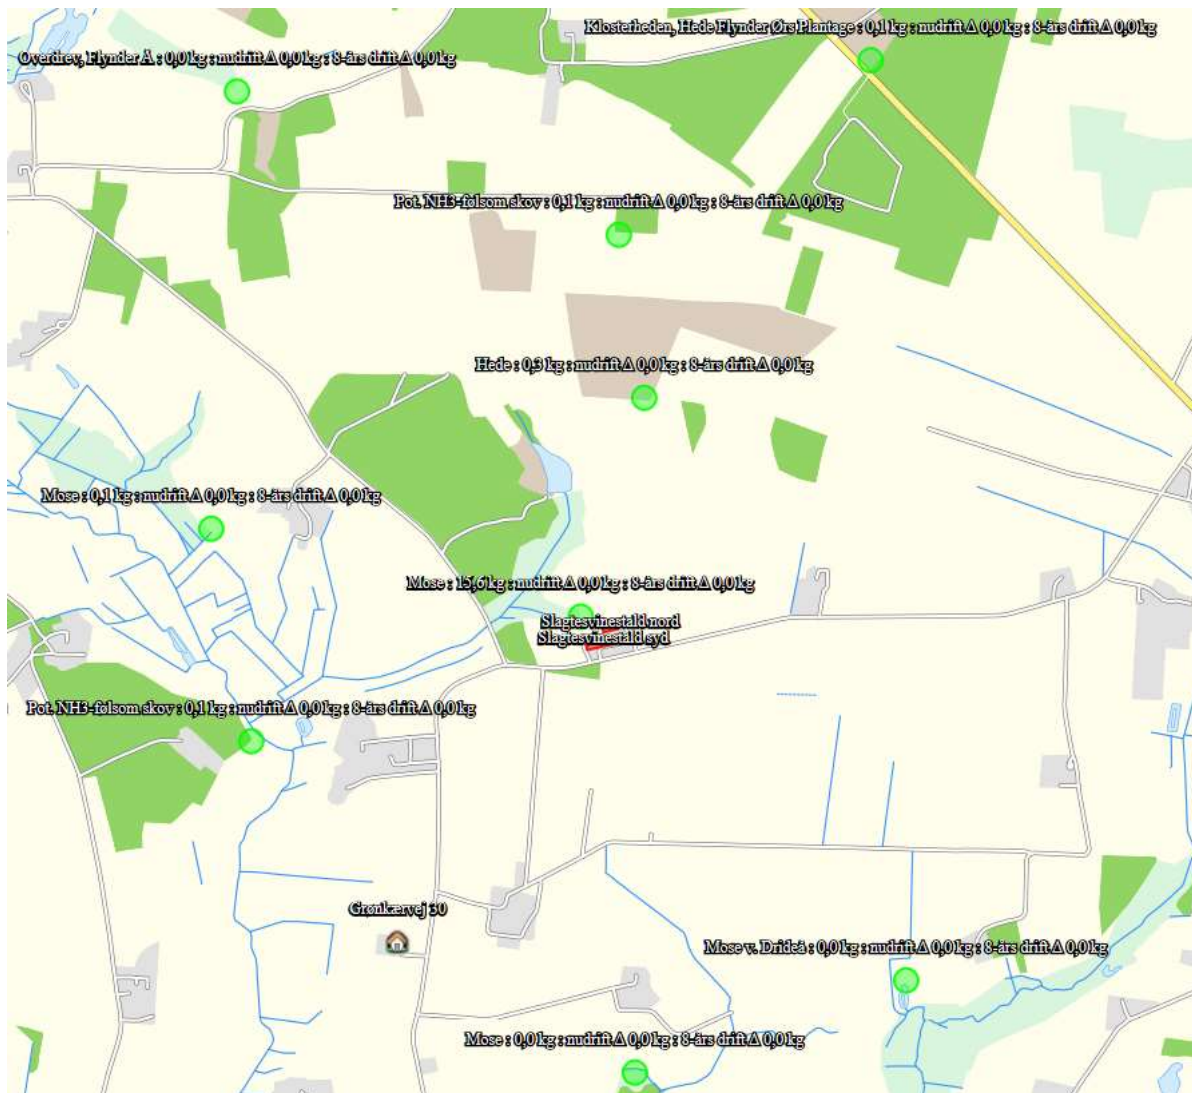 Klosterheden, Hede Flynder Ørs Plantage : 0,1 kg : nudrift Δ 0,0 kg : 8-års drift Δ 0,0 kg
Overdrev, Flynder Å : 0,0 kg : nudrift Δ 0,0 kg : 8-års drift Δ 0,0 kg
Pot. NH3-følsom skov : 0,1 kg : nudrift Δ 0,0 kg : 8-års drift Δ 0,0 kg
Hede : 0,3 kg : nudrift Δ 0,0 kg : 8-års drift Δ 0,0 kg
Mose : 0,1 kg : nudrift Δ 0,0 kg : 8-års drift Δ 0,0 kg
Mose : 15,6 kg : nudrift Δ 0,0 kg : 8-års drift Δ 0,0 kg
Slagtesvinestald nord
Slagtesvinestald syd
Pot. NH3-følsom skov : 0,1 kg : nudrift Δ 0,0 kg : 8-års drift Δ 0,0 kg
Grønkærvej 30
Mose v. Drideå : 0,0 kg : nudrift Δ 0,0 kg : 8-års drift Δ 0,0 kg
Mose : 0,0 kg : nudrift Δ 0,0 kg : 8-års drift Δ 0,0 kg